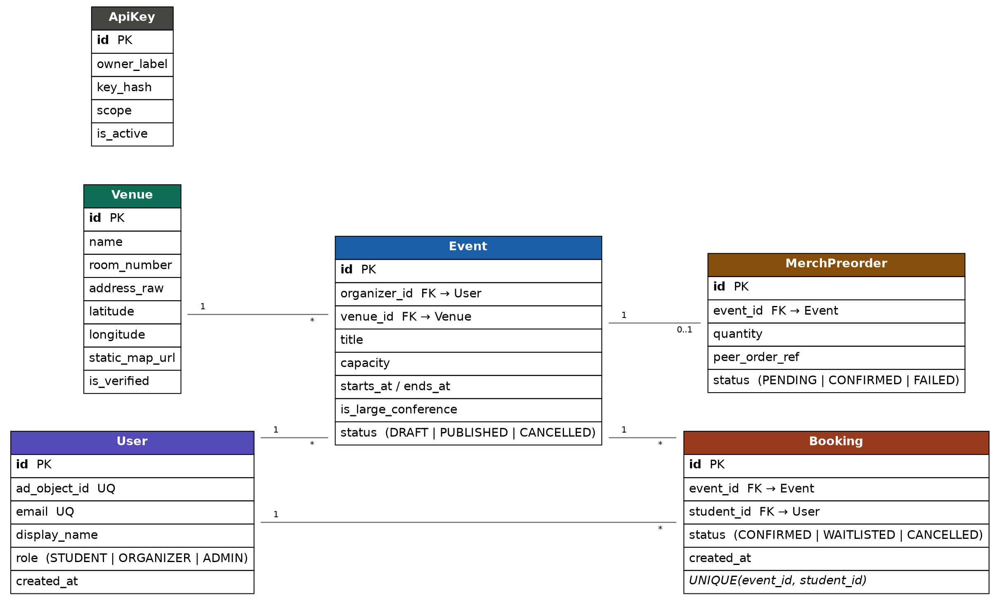 ApiKey
id PK
owner_label
key_hash
scope
is_active
Venue
id PK
name
room_number
address_raw
latitude
longitude
static_map_url
is_verified
1
*
Event
id PK
organizer_id FK → User
venue_id FK → Venue
title
capacity
starts_at / ends_at
is_large_conference
status (DRAFT | PUBLISHED | CANCELLED)
1
0..1
MerchPreorder
id PK
event_id FK → Event
quantity
peer_order_ref
status (PENDING | CONFIRMED | FAILED)
User
id PK
ad_object_id UQ
email UQ
display_name
role (STUDENT | ORGANIZER | ADMIN)
created_at
1
*
1
*
1
*
Booking
id PK
event_id FK → Event
student_id FK → User
status (CONFIRMED | WAITLISTED | CANCELLED)
created_at
UNIQUE(event_id, student_id)